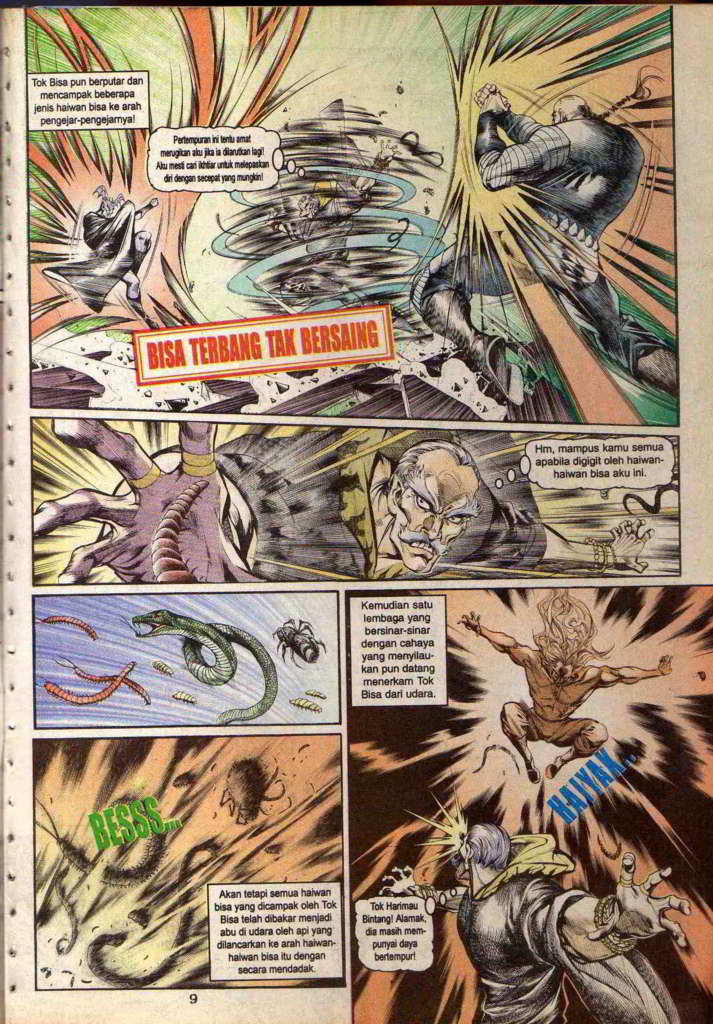 Tok Bisa pun berputar dan
mencampak beberapa
jenis haiwan bisa ke arah
pengejar-pengejarnya!
Pertempuran ini tentu amat
merugikan aku jika ia dilarutkan lagi!
Aku mesti cari ikhtiar untuk melepaskan
diri dengan secepat yang mungkin!
BISA TERBANG TAK BERSAING
Hm, mampus kamu semua
apabila digigit oleh haiwan-
haiwan bisa aku ini.
Kemudian satu
lembaga yang
bersinar-sinar
dengan cahaya
yang menyilau-
kan pun datang
menerkam Tok
Bisa dari udara.
HAIYAK...
BESSS...
Akan tetapi semua haiwan
bisa yang dicampak oleh Tok
Bisa telah dibakar menjadi
abu di udara oleh api yang
dilancarkan ke arah haiwan-
haiwan bisa itu dengan
secara mendadak.
Tok Harimau
Bintang! Alamak,
dia masih mem-
punyai daya
bertempur!
9